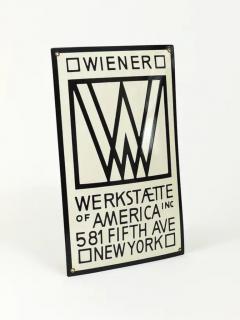 WIENER
W
WERKSTÆTTE
OF AMERICA INC
581 FIFTH AVE
NEW YORK